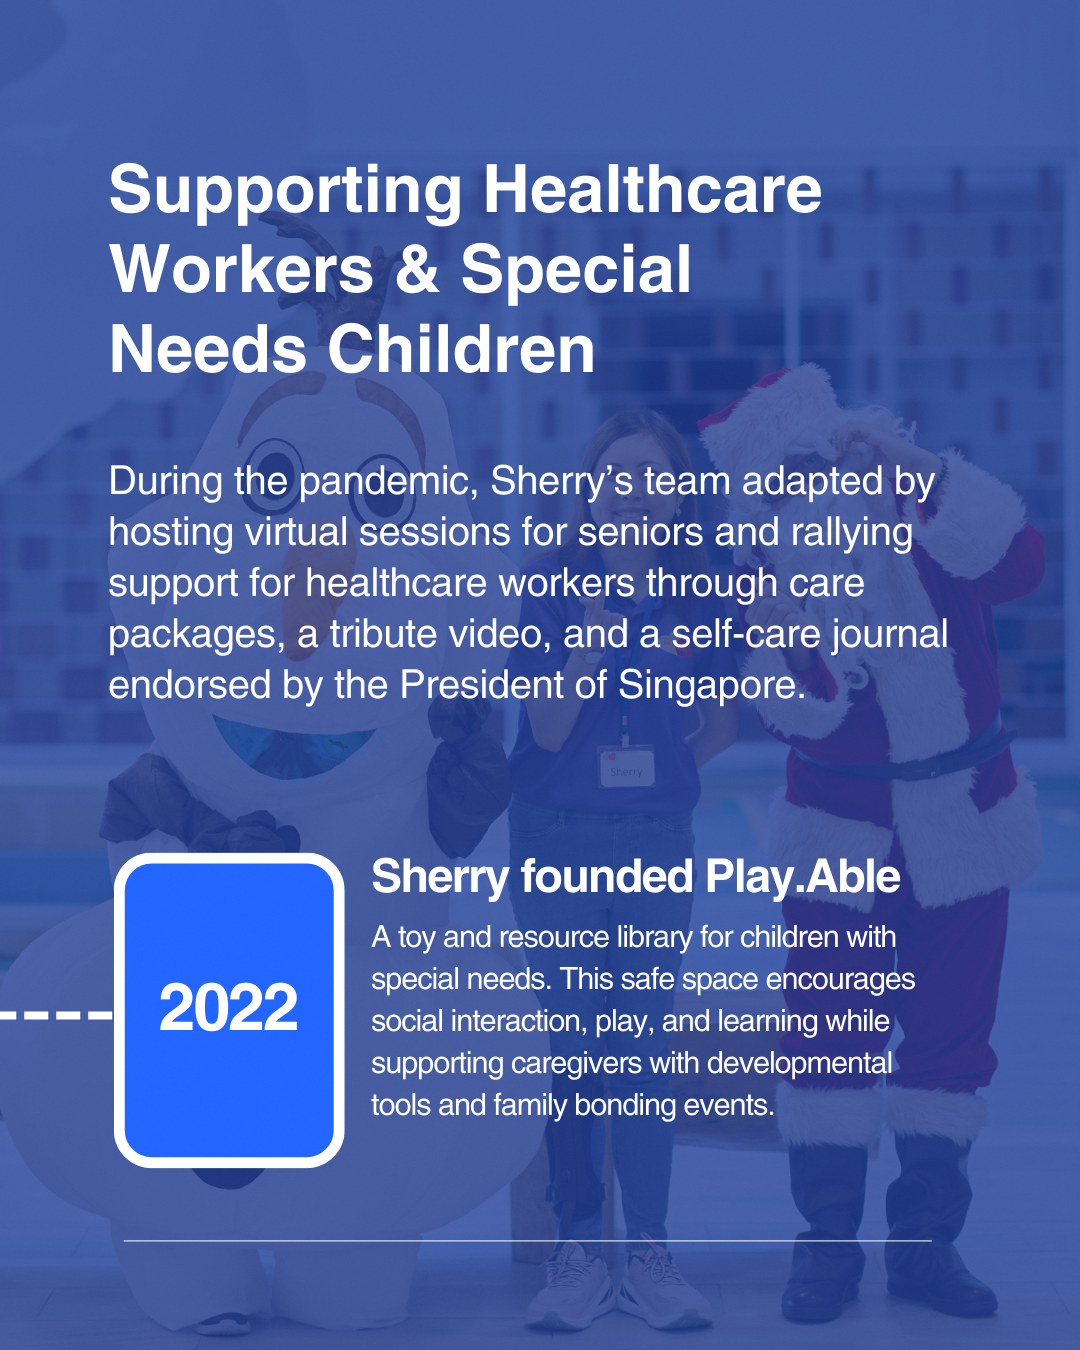 Supporting Healthcare
Workers & Special
Needs Children
During the pandemic, Sherry’s team adapted by
hosting virtual sessions for seniors and rallying
support for healthcare workers through care
packages, a tribute video, and a self-care journal
endorsed by the President of Singapore.
Sherry
2022
Sherry founded Play.Able
A toy and resource library for children with
special needs. This safe space encourages
social interaction, play, and learning while
supporting caregivers with developmental
tools and family bonding events.